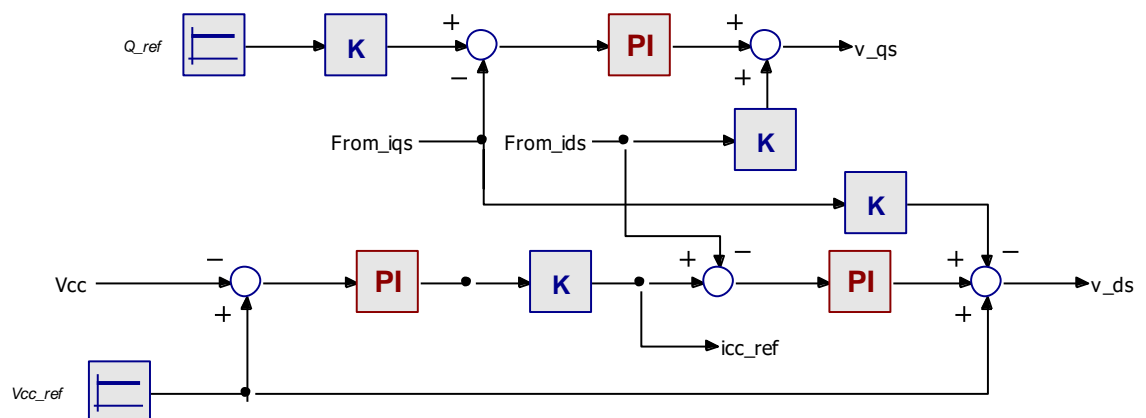 Q_ref
K
+
−
PI
+
+
v_qs
From_iqs
From_ids
K
K
Vcc
−
+
PI
K
+
−
PI
+
−
+
v_ds
icc_ref
Vcc_ref